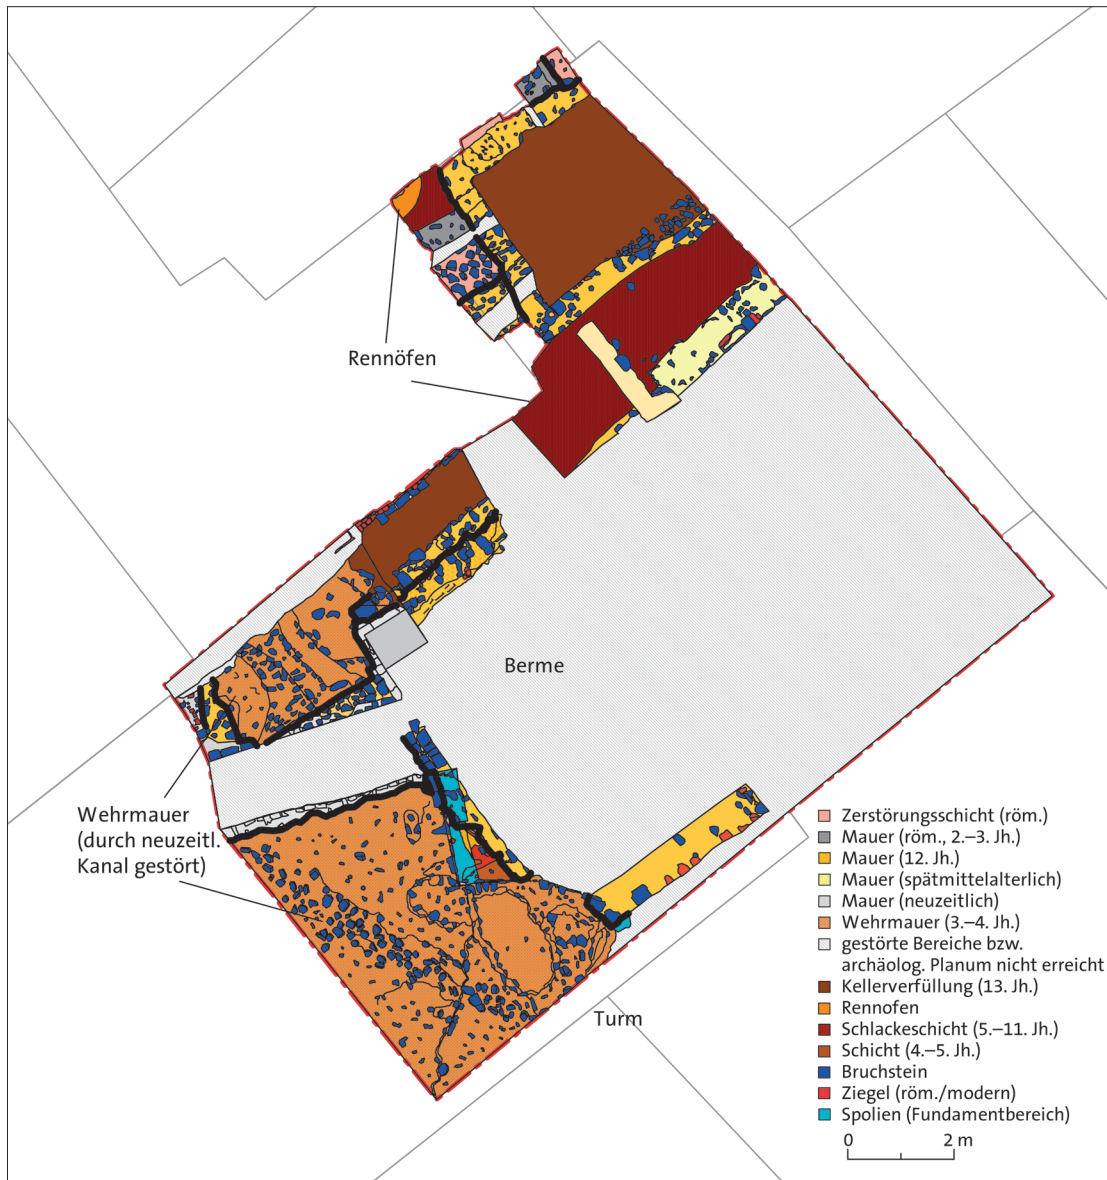 Rennöfen
Berme
Wehrmauer
(durch neuzeitl.
Kanal gestört)
Turm
Zerstörungsschicht (röm.)
Mauer (röm., 2.–3. Jh.)
Mauer (12. Jh.)
Mauer (spätmittelalterlich)
Mauer (neuzeitlich)
Wehrmauer (3.–4. Jh.)
gestörte Bereiche bzw.
archäolog. Planum nicht erreicht
Kellerverfüllung (13. Jh.)
Rennofen
Schlackeschicht (5.–11. Jh.)
Schicht (4.–5. Jh.)
Bruchstein
Ziegel (röm./modern)
Spolien (Fundamentbereich)
0 2 m